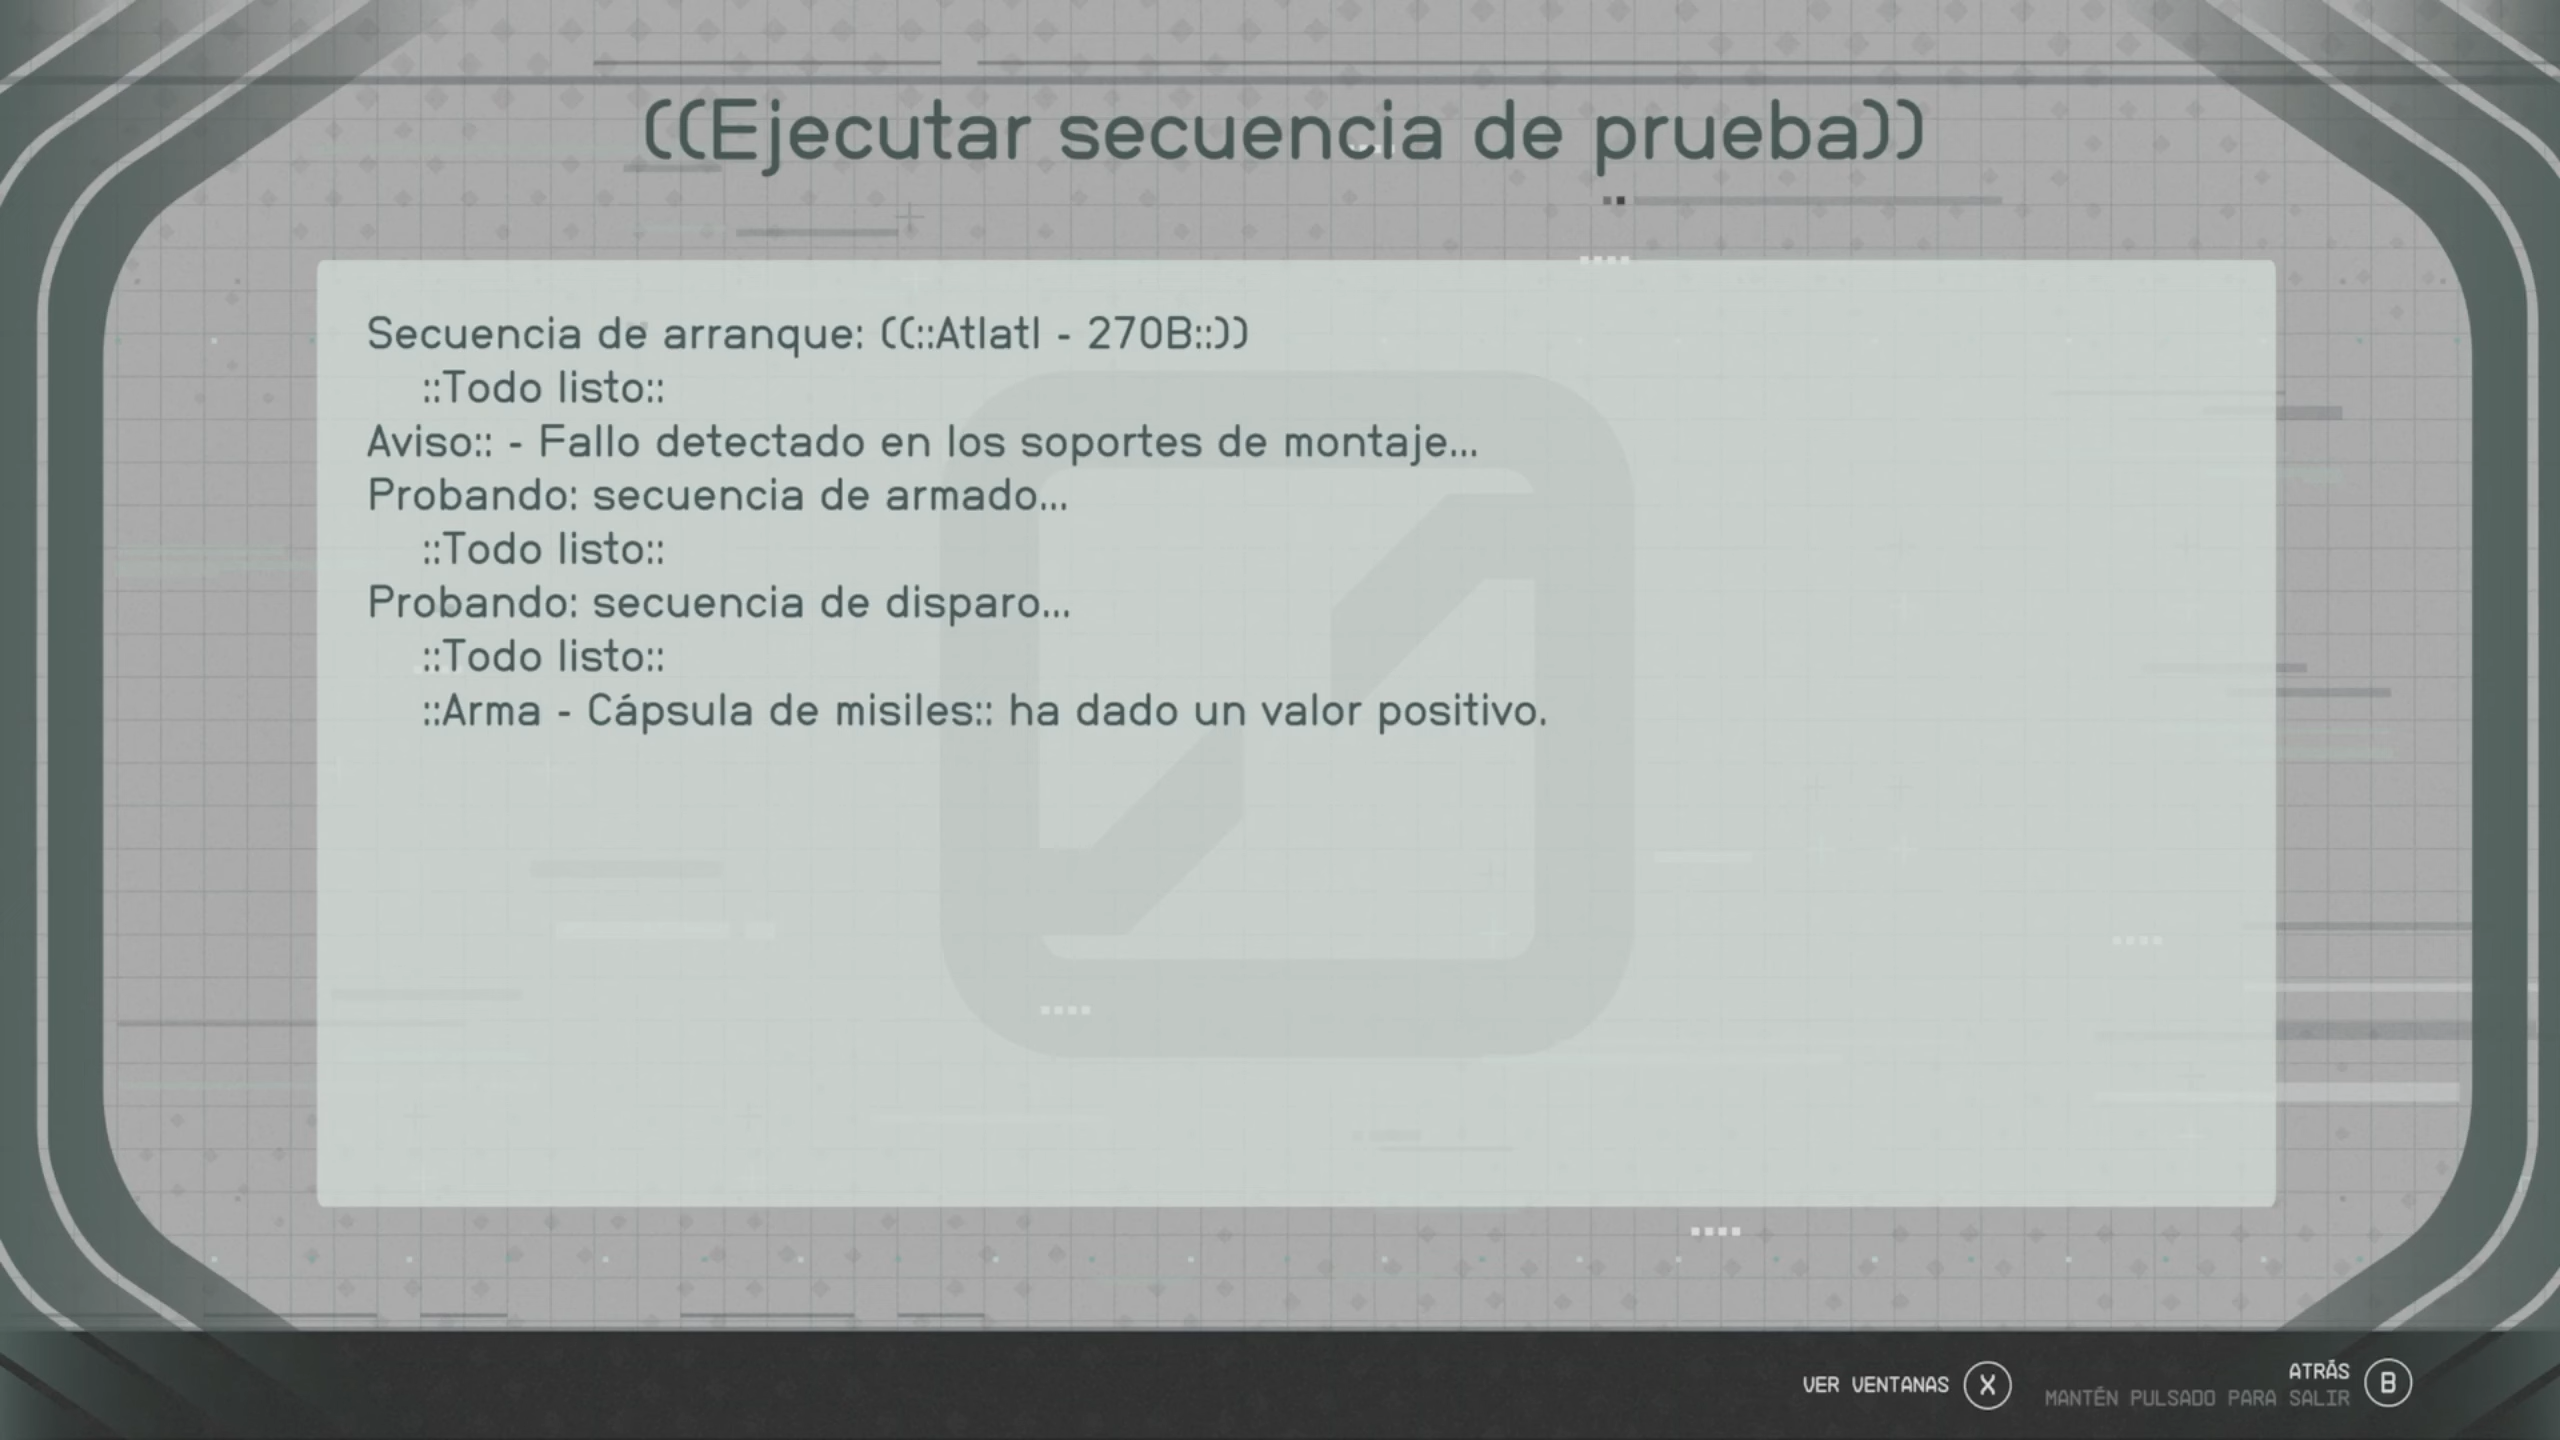 ((Ejecutar secuencia de prueba))
Secuencia de arranque: ((::Atlatl - 270B::))
::Todo listo::
Aviso:: - Fallo detectado en los soportes de montaje...
Probando: secuencia de armado...
::Todo listo::
Probando: secuencia de disparo...
::Todo listo::
::Arma - Cápsula de misiles:: ha dado un valor positivo.
VER VENTANAS X
ATRÁS B
MANTÉN PULSADO PARA SALIR